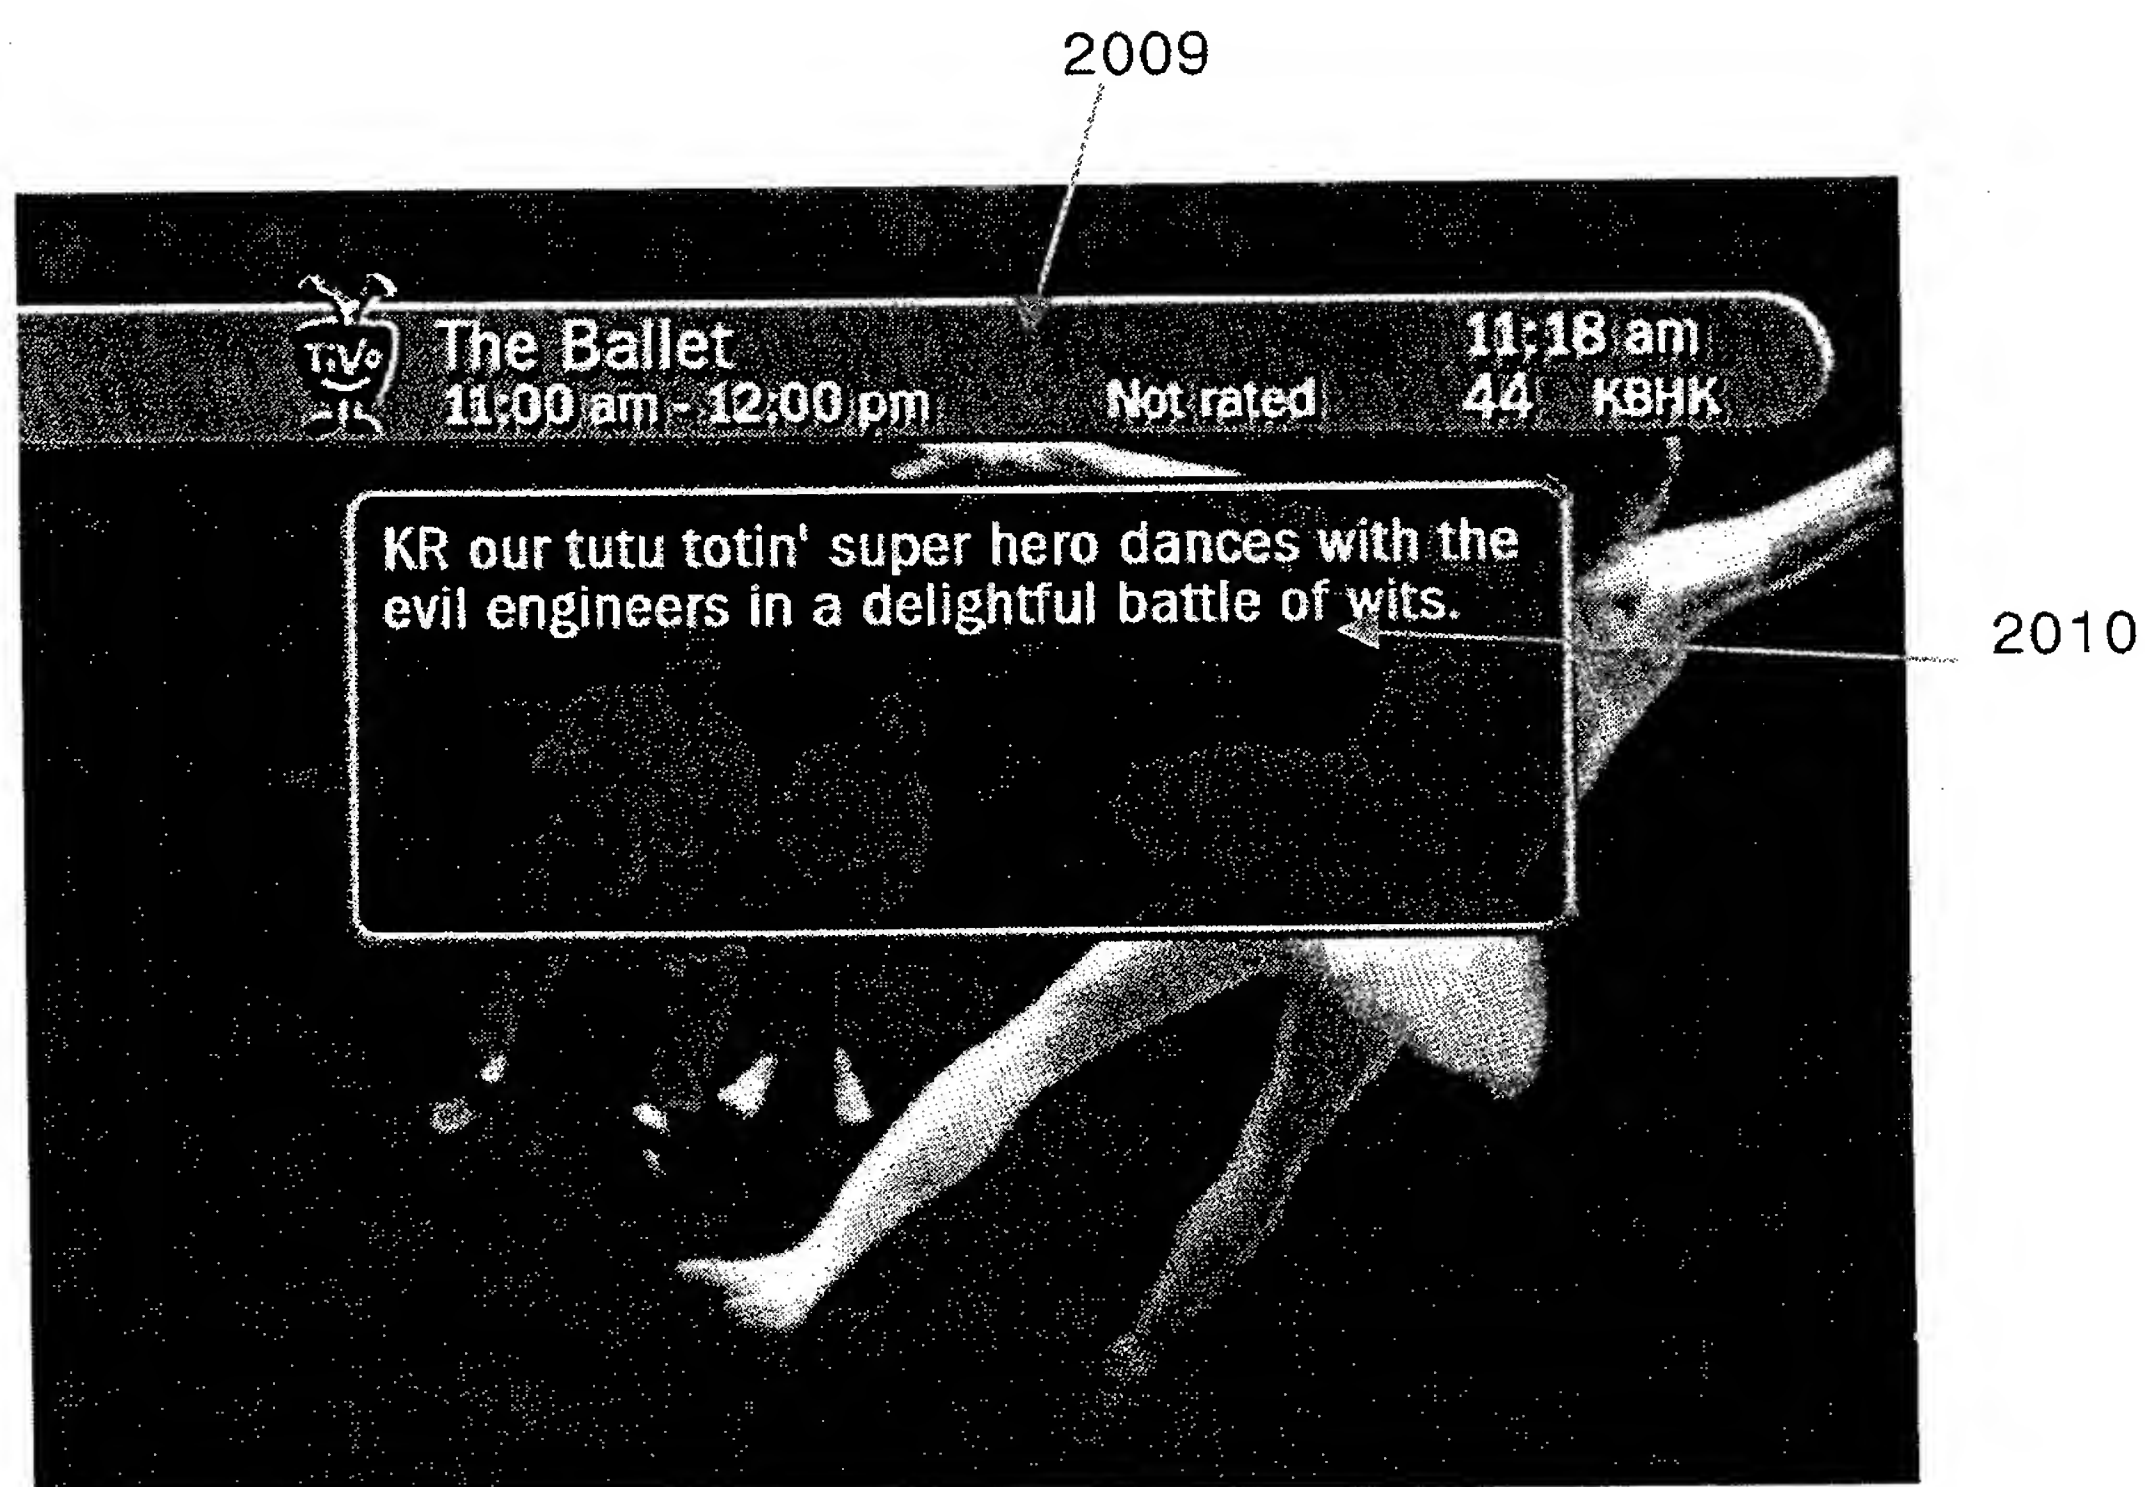 2009
TiVo
The Ballet
11:18 am
11:00 am - 12:00 pm Not rated 44 KBHK
KR our tutu totin' super hero dances with the
evil engineers in a delightful battle of wits.
2010